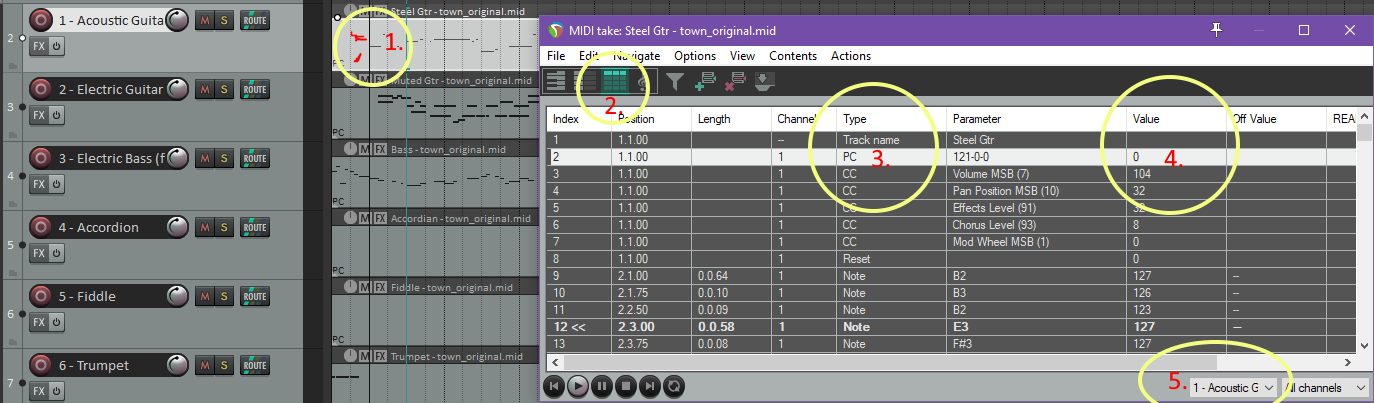 1 - Acoustic Guita
M S
ROUTE
2
FX
2 - Electric Guitar
M S
ROUTE
3
FX
3 - Electric Bass (f
M S
ROUTE
4
FX
4 - Accordion
M S
ROUTE
5
FX
5 - Fiddle
M S
ROUTE
6
FX
6 - Trumpet
M S
ROUTE
7
FX
M FX Steel Gtr - town_original.mid
1.
PC
M FX Muted Gtr - town_original.mid
PC
M FX Bass - town_original.mid
PC
M FX Accordian - town_original.mid
PC
M FX Fiddle - town_original.mid
PC
M FX Trumpet - town_original.mid
MIDI take: Steel Gtr - town_original.mid
File Edit Navigate Options View Contents Actions
2.
Index Position Length Channel Type Parameter Value Off Value REA
1 1.1.00 -- Track name Steel Gtr
2 1.1.00 1 PC 121-0-0 0
3. 4.
3 1.1.00 1 CC Volume MSB (7) 104
4 1.1.00 1 CC Pan Position MSB (10) 32
5 1.1.00 1 CC Effects Level (91) 32
6 1.1.00 1 CC Chorus Level (93) 8
7 1.1.00 1 CC Mod Wheel MSB (1) 0
8 1.1.00 Reset 0
9 2.1.00 0.0.64 1 Note B2 127 --
10 2.1.75 0.0.10 1 Note B3 126 --
11 2.2.50 0.0.09 1 Note B2 123 --
12 << 2.3.00 0.0.58 1 Note E3 127 --
13 2.3.75 0.0.08 1 Note F#3 127 --
5. 1 - Acoustic G All channels